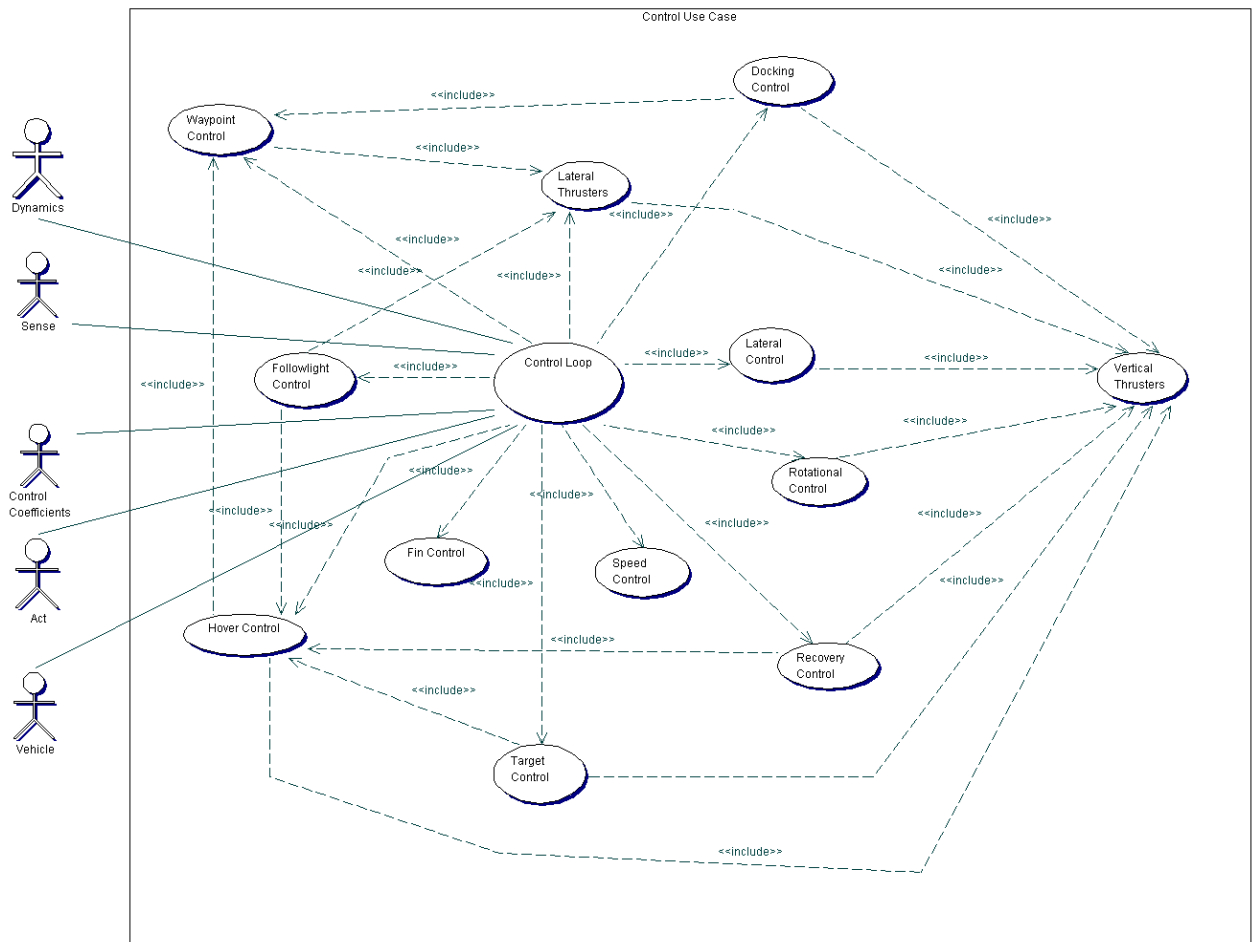 Control Use Case
Docking
Control
<<include>>
Waypoint
Control
<<include>>
Lateral
Thrusters
Dynamics
<<include>>
<<include>>
<<include>>
<<include>>
<<include>>
<<include>>
Sense
Lateral
Control
<<include>>
<<include>>
Control Loop
Followlight
Control
<<include>>
Vertical
Thrusters
<<include>>
<<include>>
Rotational
Control
<<include>>
<<include>>
Control
Coefficients
<<include>>
<<include>>
<<include>>
<<include>>
<<include>>
Fin Control
Speed
Control
<<include>>
<<include>>
Act
Hover Control
<<include>>
Recovery
Control
<<include>>
Vehicle
Target
Control
<<include>>